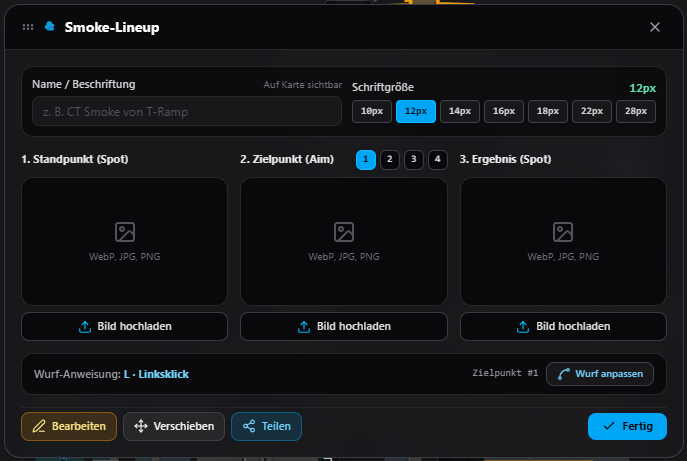 Smoke-Lineup
Name / Beschriftung
Auf Karte sichtbar
z. B. CT Smoke von T-Ramp
Schriftgröße
12px
10px 12px 14px 16px 18px 22px 28px
1. Standpunkt (Spot)
WebP, JPG, PNG
Bild hochladen
2. Zielpunkt (Aim) 1 2 3 4
WebP, JPG, PNG
Bild hochladen
3. Ergebnis (Spot)
WebP, JPG, PNG
Bild hochladen
Wurf-Anweisung: L · Linksklick
Zielpunkt #1
Wurf anpassen
Bearbeiten
Verschieben
Teilen
Fertig